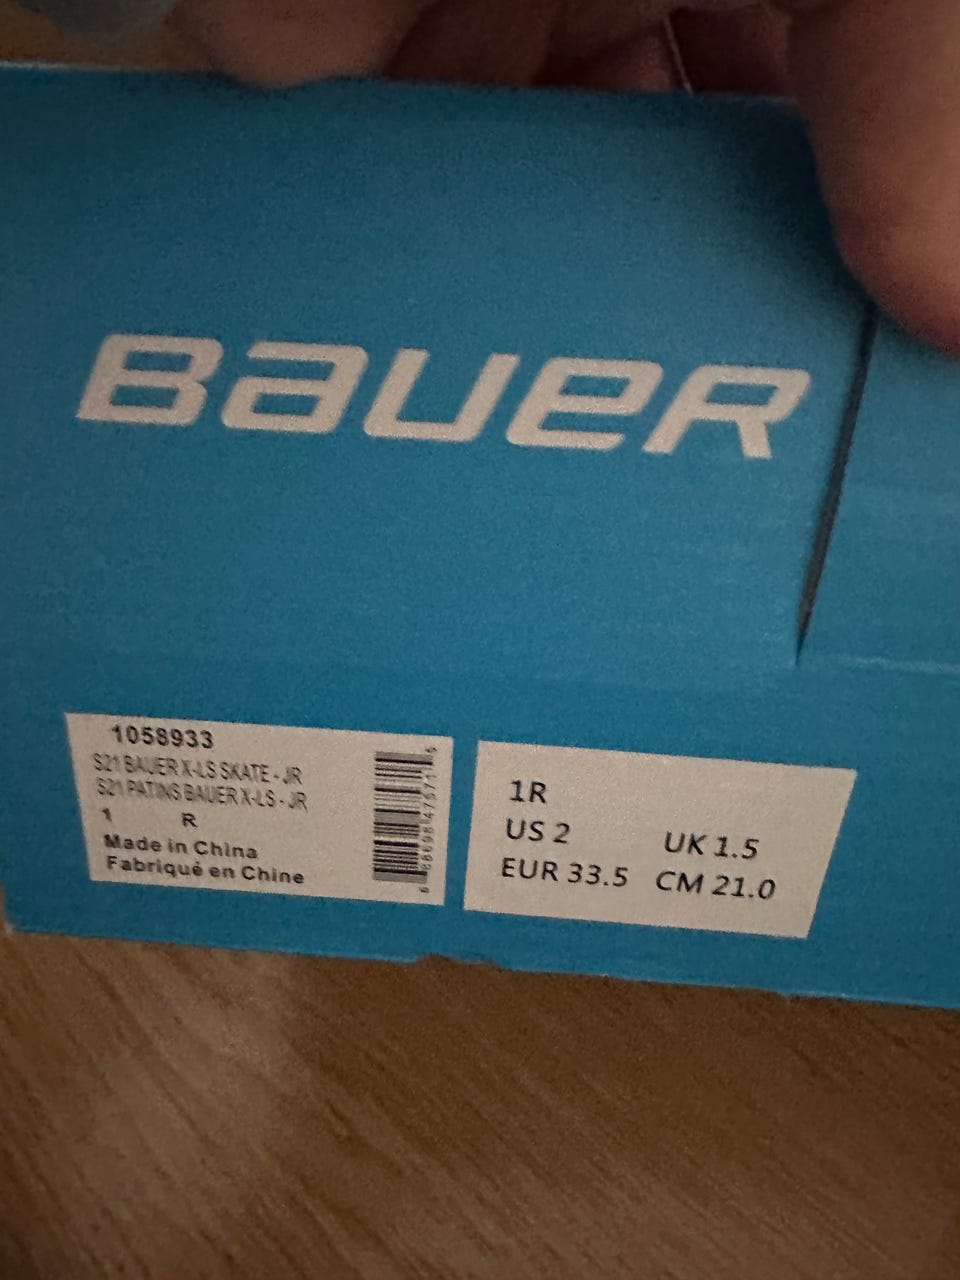 BAUER
1058933
S21 BAUER X-LS SKATE - JR
S21 PATINS BAUER X-LS - JR
1 R
Made in China
Fabriqué en Chine
1R
US 2 UK 1.5
EUR 33.5 CM 21.0